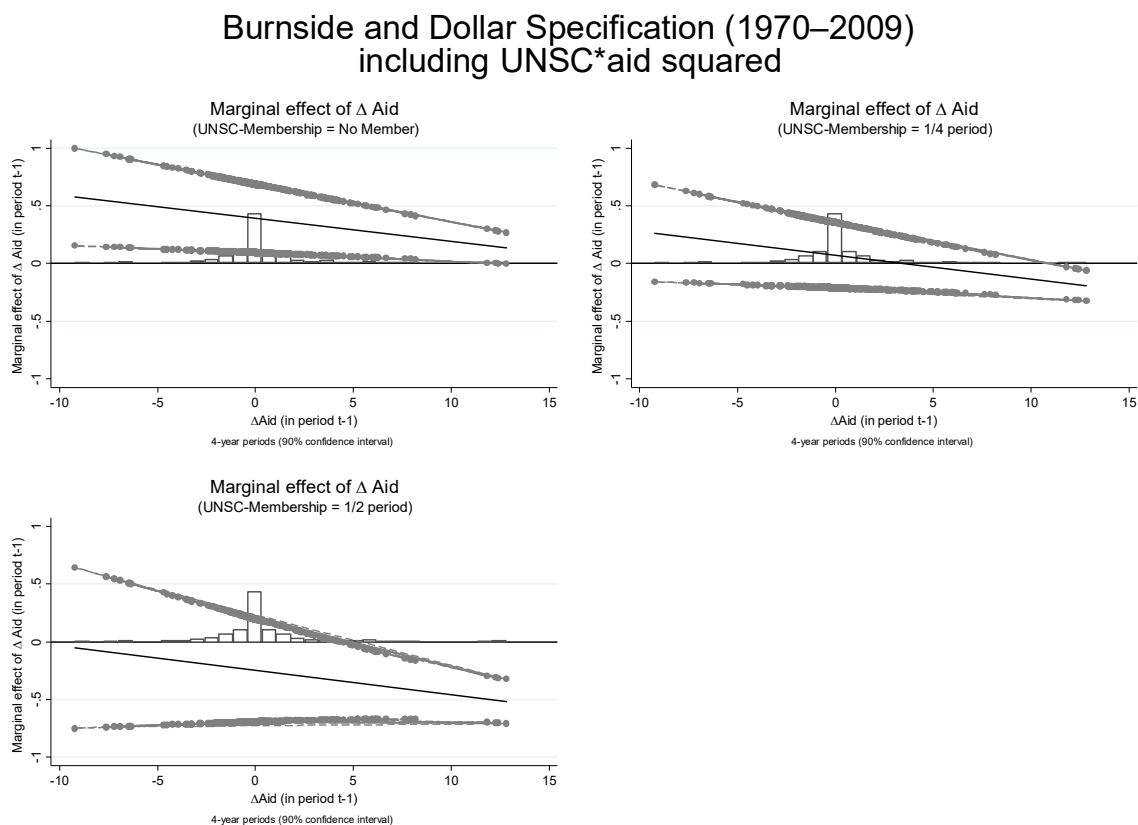 Burnside and Dollar Specification (1970–2009)
including UNSC*aid squared
Marginal effect of Δ Aid
(UNSC-Membership = No Member)
Marginal effect of Δ Aid (in period t-1)
1
.5
0
-.5
-1
-10
-5
0
5
10
15
ΔAid (in period t-1)
4-year periods (90% confidence interval)
Marginal effect of Δ Aid
(UNSC-Membership = 1/4 period)
Marginal effect of Δ Aid (in period t-1)
1
.5
0
-.5
-1
-10
-5
0
5
10
15
ΔAid (in period t-1)
4-year periods (90% confidence interval)
Marginal effect of Δ Aid
(UNSC-Membership = 1/2 period)
Marginal effect of Δ Aid (in period t-1)
1
.5
0
-.5
-1
-10
-5
0
5
10
15
ΔAid (in period t-1)
4-year periods (90% confidence interval)